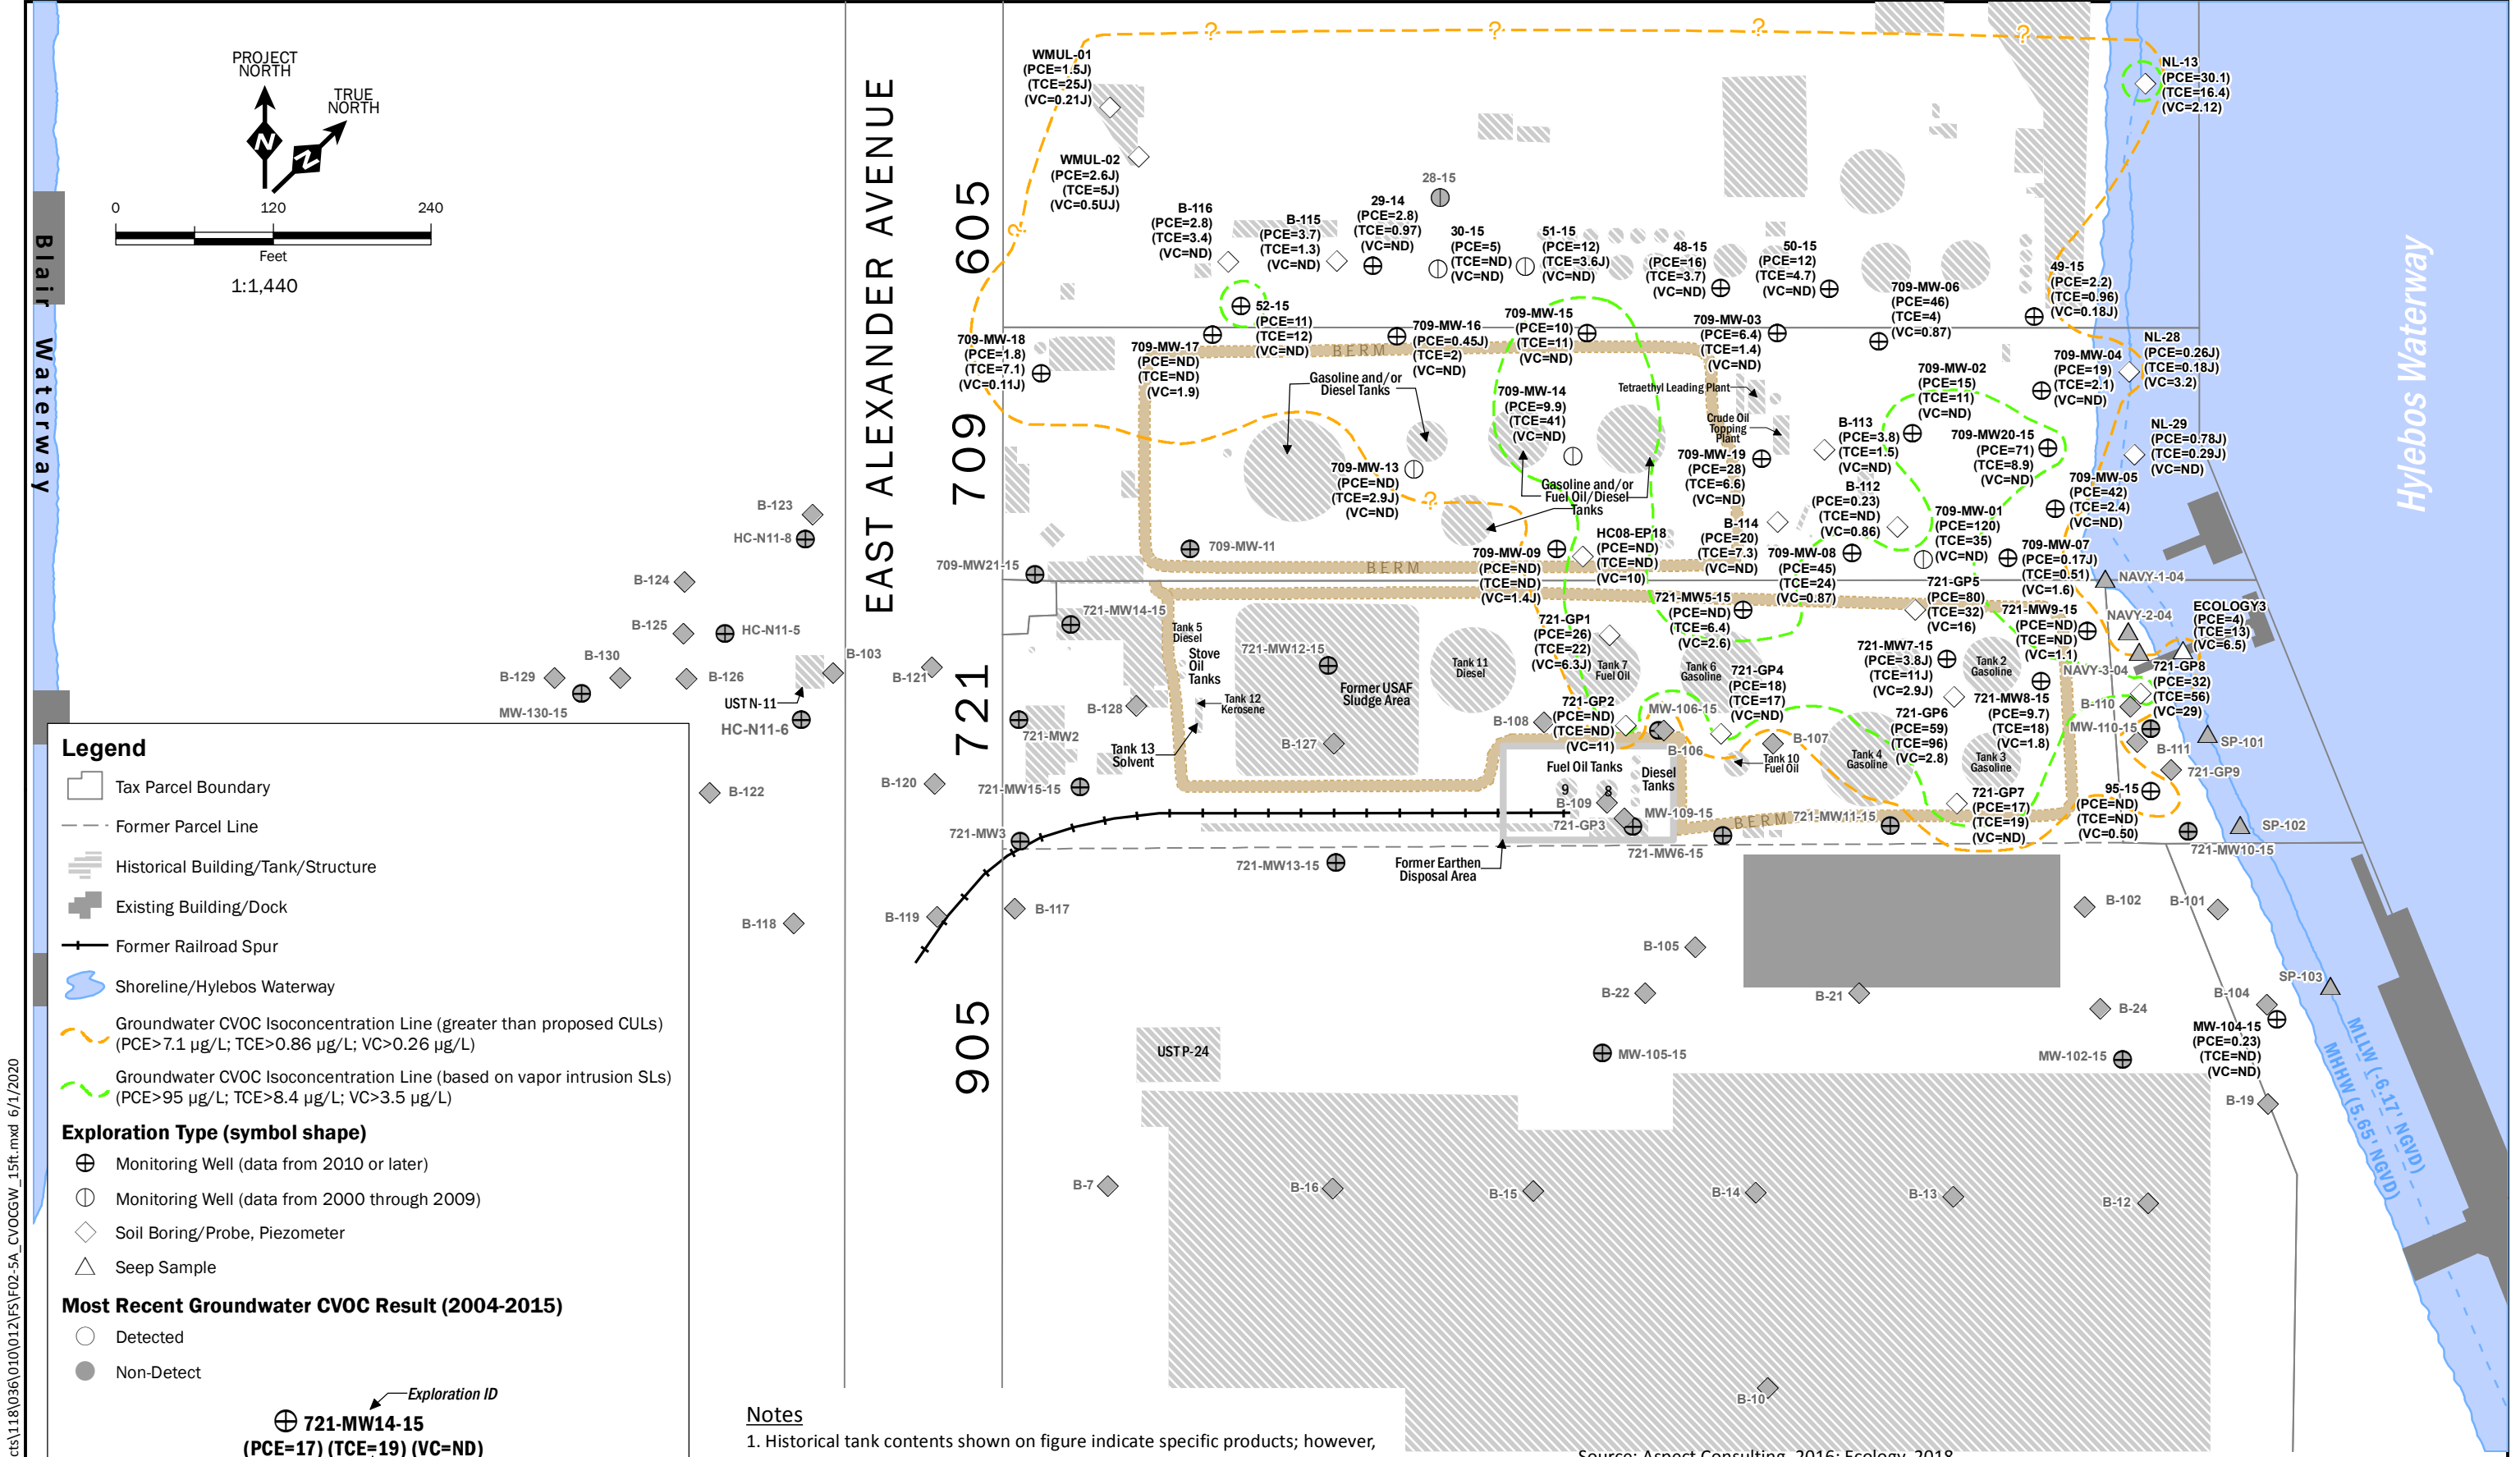 PROJECT
NORTH
TRUE
NORTH
N
N
0 120 240
Feet
1:1,440
Blair Waterway
EAST ALEXANDER AVENUE
605
709
721
905
Hylebos Waterway
WMUL-01
(PCE=1.5J)
(TCE=25J)
(VC=0.21J)
WMUL-02
(PCE=2.6J)
(TCE=5J)
(VC=0.5UJ)
?
?
?
?
?
?
NL-13
(PCE=30.1)
(TCE=16.4)
(VC=2.12)
B-116
(PCE=2.8)
(TCE=3.4)
(VC=ND)
B-115
(PCE=3.7)
(TCE=1.3)
(VC=ND)
29-14
(PCE=2.8)
(TCE=0.97)
(VC=ND)
28-15
30-15
(PCE=5)
(TCE=ND)
(VC=ND)
51-15
(PCE=12)
(TCE=3.6J)
(VC=ND)
48-15
(PCE=16)
(TCE=3.7)
(VC=ND)
50-15
(PCE=12)
(TCE=4.7)
(VC=ND)
709-MW-06
(PCE=46)
(TCE=4)
(VC=0.87)
49-15
(PCE=2.2)
(TCE=0.96)
(VC=0.18J)
52-15
(PCE=11)
(TCE=12)
(VC=ND)
709-MW-18
(PCE=1.8)
(TCE=7.1)
(VC=0.11J)
709-MW-17
(PCE=ND)
(TCE=ND)
(VC=1.9)
BERM
709-MW-16
(PCE=0.45J)
(TCE=2)
(VC=ND)
709-MW-15
(PCE=10)
(TCE=11)
(VC=ND)
709-MW-03
(PCE=6.4)
(TCE=1.4)
(VC=ND)
709-MW-04
(PCE=19)
(TCE=2.1)
(VC=ND)
NL-28
(PCE=0.26J)
(TCE=0.18J)
(VC=3.2)
Gasoline and/or
Diesel Tanks
709-MW-14
(PCE=9.9)
(TCE=41)
(VC=ND)
Tetraethyl Leading Plant
Crude Oil
Topping
Plant
709-MW-02
(PCE=15)
(TCE=11)
(VC=ND)
B-113
(PCE=3.8)
(TCE=1.5)
(VC=ND)
709-MW20-15
(PCE=71)
(TCE=8.9)
(VC=ND)
NL-29
(PCE=0.78J)
(TCE=0.29J)
(VC=ND)
709-MW-13
(PCE=ND)
(TCE=2.9J)
(VC=ND)
?
Gasoline and/or
Fuel Oil/Diesel
Tanks
709-MW-19
(PCE=28)
(TCE=6.6)
(VC=ND)
B-112
(PCE=0.23)
(TCE=ND)
(VC=0.86)
709-MW-05
(PCE=42)
(TCE=2.4)
(VC=ND)
B-123
HC-N11-8
709-MW-11
709-MW21-15
BERM
709-MW-09
(PCE=ND)
(TCE=ND)
(VC=1.4J)
HC08-EP18
(PCE=ND)
(TCE=ND)
(VC=10)
B-114
(PCE=20)
(TCE=7.3)
(VC=ND)
709-MW-08
(PCE=45)
(TCE=24)
(VC=0.87)
709-MW-01
(PCE=120)
(TCE=35)
(VC=ND)
709-MW-07
(PCE=0.17J)
(TCE=0.51)
(VC=1.6)
NAVY-1-04
B-124
B-125
HC-N11-5
B-130
B-129
MW-130-15
B-126
B-103
UST N-11
HC-N11-6
B-121
B-122
B-120
721-MW14-15
721-MW2
721-MW15-15
721-MW3
B-128
Tank 5
Diesel
Stove
Oil
Tanks
Tank 12
Kerosene
Tank 13
Solvent
721-MW12-15
Former USAF
Sludge Area
B-127
Tank 11
Diesel
721-GP1
(PCE=26)
(TCE=22)
(VC=6.3J)
Tank 7
Fuel Oil
721-MW5-15
(PCE=ND)
(TCE=6.4)
(VC=2.6)
Tank 6
Gasoline
721-GP4
(PCE=18)
(TCE=17)
(VC=ND)
721-GP5
(PCE=80)
(TCE=32)
(VC=16)
721-MW9-15
(PCE=ND)
(TCE=ND)
(VC=1.1)
NAVY-2-04
NAVY-3-04
ECOLOGY3
(PCE=4)
(TCE=13)
(VC=6.5)
721-MW7-15
(PCE=3.8J)
(TCE=11J)
(VC=2.9J)
Tank 2
Gasoline
721-GP8
(PCE=32)
(TCE=56)
(VC=29)
721-MW8-15
(PCE=9.7)
(TCE=18)
(VC=1.8)
721-GP6
(PCE=59)
(TCE=96)
(VC=2.8)
B-110
MW-110-15
B-111
SP-101
721-GP9
B-108
721-GP2
(PCE=ND)
(TCE=ND)
(VC=11)
MW-106-15
B-106
B-107
Tank 10
Fuel Oil
Tank 4
Gasoline
Tank 3
Gasoline
Fuel Oil Tanks
9
8
Diesel
Tanks
B-109
721-GP3
MW-109-15
721-MW6-15
BERM
721-MW11-15
721-GP7
(PCE=17)
(TCE=19)
(VC=ND)
95-15
(PCE=ND)
(TCE=ND)
(VC=0.50)
SP-102
721-MW10-15
721-MW13-15
Former Earthen
Disposal Area
B-118
B-119
B-117
B-105
B-102
B-101
B-22
B-21
B-24
SP-103
B-104
MW-104-15
(PCE=0.23)
(TCE=ND)
(VC=ND)
MW-105-15
MW-102-15
B-19
UST P-24
MLLW (-6.17' NGVD)
MHHW (5.65' NGVD)
B-7
B-16
B-15
B-14
B-13
B-12
B-10
Legend
Tax Parcel Boundary
Former Parcel Line
Historical Building/Tank/Structure
Existing Building/Dock
Former Railroad Spur
Shoreline/Hylebos Waterway
Groundwater CVOC Isoconcentration Line (greater than proposed CULs)
(PCE>7.1 µg/L; TCE>0.86 µg/L; VC>0.26 µg/L)
Groundwater CVOC Isoconcentration Line (based on vapor intrusion SLs)
(PCE>95 µg/L; TCE>8.4 µg/L; VC>3.5 µg/L)
Exploration Type (symbol shape)
Monitoring Well (data from 2010 or later)
Monitoring Well (data from 2000 through 2009)
Soil Boring/Probe, Piezometer
Seep Sample
Most Recent Groundwater CVOC Result (2004-2015)
Detected
Non-Detect
Exploration ID
721-MW14-15
(PCE=17) (TCE=19) (VC=ND)
Notes
1. Historical tank contents shown on figure indicate specific products; however,
Source: Aspect Consulting, 2016; Ecology, 2018
cts\118\036\010\012\FS\F02-5A_CVOCGW_15ft.mxd 6/1/2020